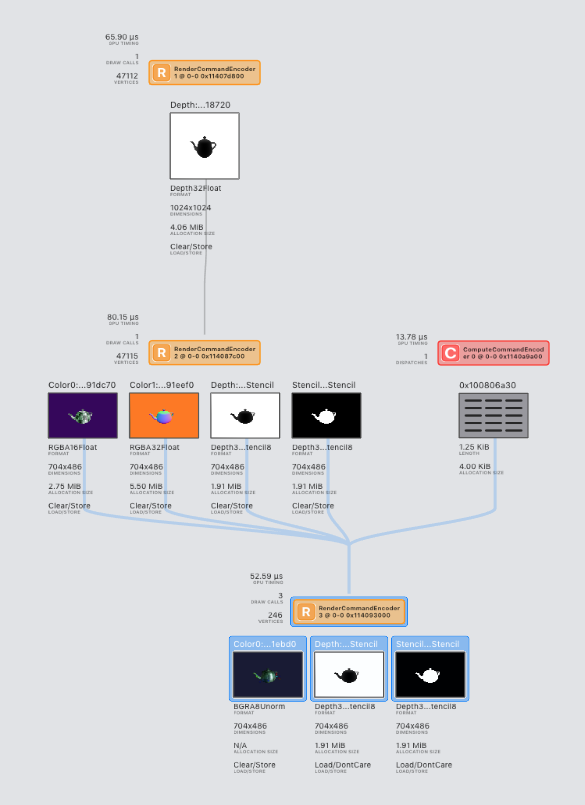 65.90 µs
GPU TIMING
1
DRAW CALLS
47112
VERTICES
R
RenderCommandEncoder
1 @ 0-0 0x11407d800
Depth:...18720
Depth32Float
FORMAT
1024x1024
DIMENSIONS
4.06 MiB
ALLOCATION SIZE
Clear/Store
LOAD/STORE
80.15 µs
GPU TIMING
1
DRAW CALLS
47115
VERTICES
R
RenderCommandEncoder
2 @ 0-0 0x114087c00
13.78 µs
GPU TIMING
1
DISPATCHES
C
ComputeCommandEncod
er 0 @ 0-0 0x1140a9a00
Color0:...91dc70
Color1:...91eef0
Depth:...Stencil
Stencil...Stencil
0x100806a30
RGBA16Float
FORMAT
RGBA32Float
FORMAT
Depth3...tencil8
FORMAT
Depth3...tencil8
FORMAT
1.25 KiB
LENGTH
704x486
DIMENSIONS
704x486
DIMENSIONS
704x486
DIMENSIONS
704x486
DIMENSIONS
4.00 KiB
ALLOCATION SIZE
2.75 MiB
ALLOCATION SIZE
5.50 MiB
ALLOCATION SIZE
1.91 MiB
ALLOCATION SIZE
1.91 MiB
ALLOCATION SIZE
Clear/Store
LOAD/STORE
Clear/Store
LOAD/STORE
Clear/Store
LOAD/STORE
Clear/Store
LOAD/STORE
52.59 µs
GPU TIMING
3
DRAW CALLS
246
VERTICES
R
RenderCommandEncoder
3 @ 0-0 0x114093000
Color0:...1ebd0
Depth:...Stencil
Stencil...Stencil
BGRA8Unorm
FORMAT
Depth3...tencil8
FORMAT
Depth3...tencil8
FORMAT
704x486
DIMENSIONS
704x486
DIMENSIONS
704x486
DIMENSIONS
N/A
ALLOCATION SIZE
1.91 MiB
ALLOCATION SIZE
1.91 MiB
ALLOCATION SIZE
Clear/Store
LOAD/STORE
Load/DontCare
LOAD/STORE
Load/DontCare
LOAD/STORE